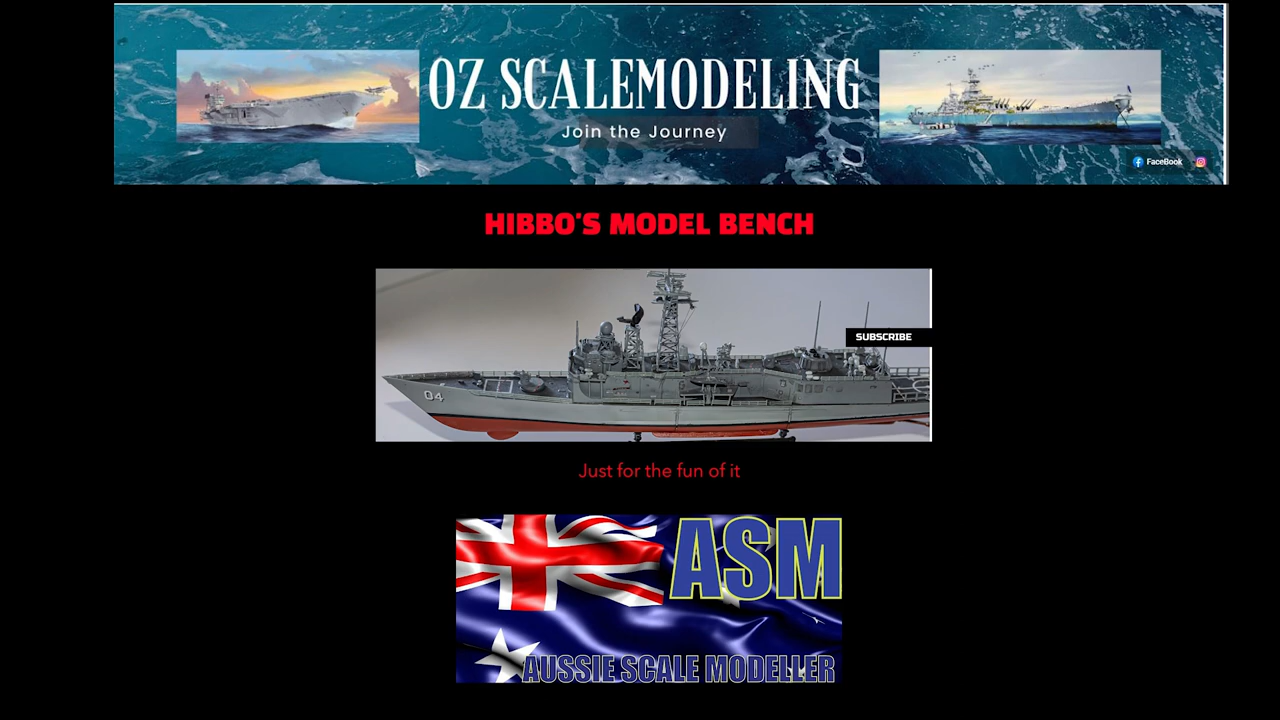 OZ SCALEMODELING
Join the Journey
FaceBook
HIBBO'S MODEL BENCH
SUBSCRIBE
04
Just for the fun of it
ASM
AUSSIE SCALE MODELLER